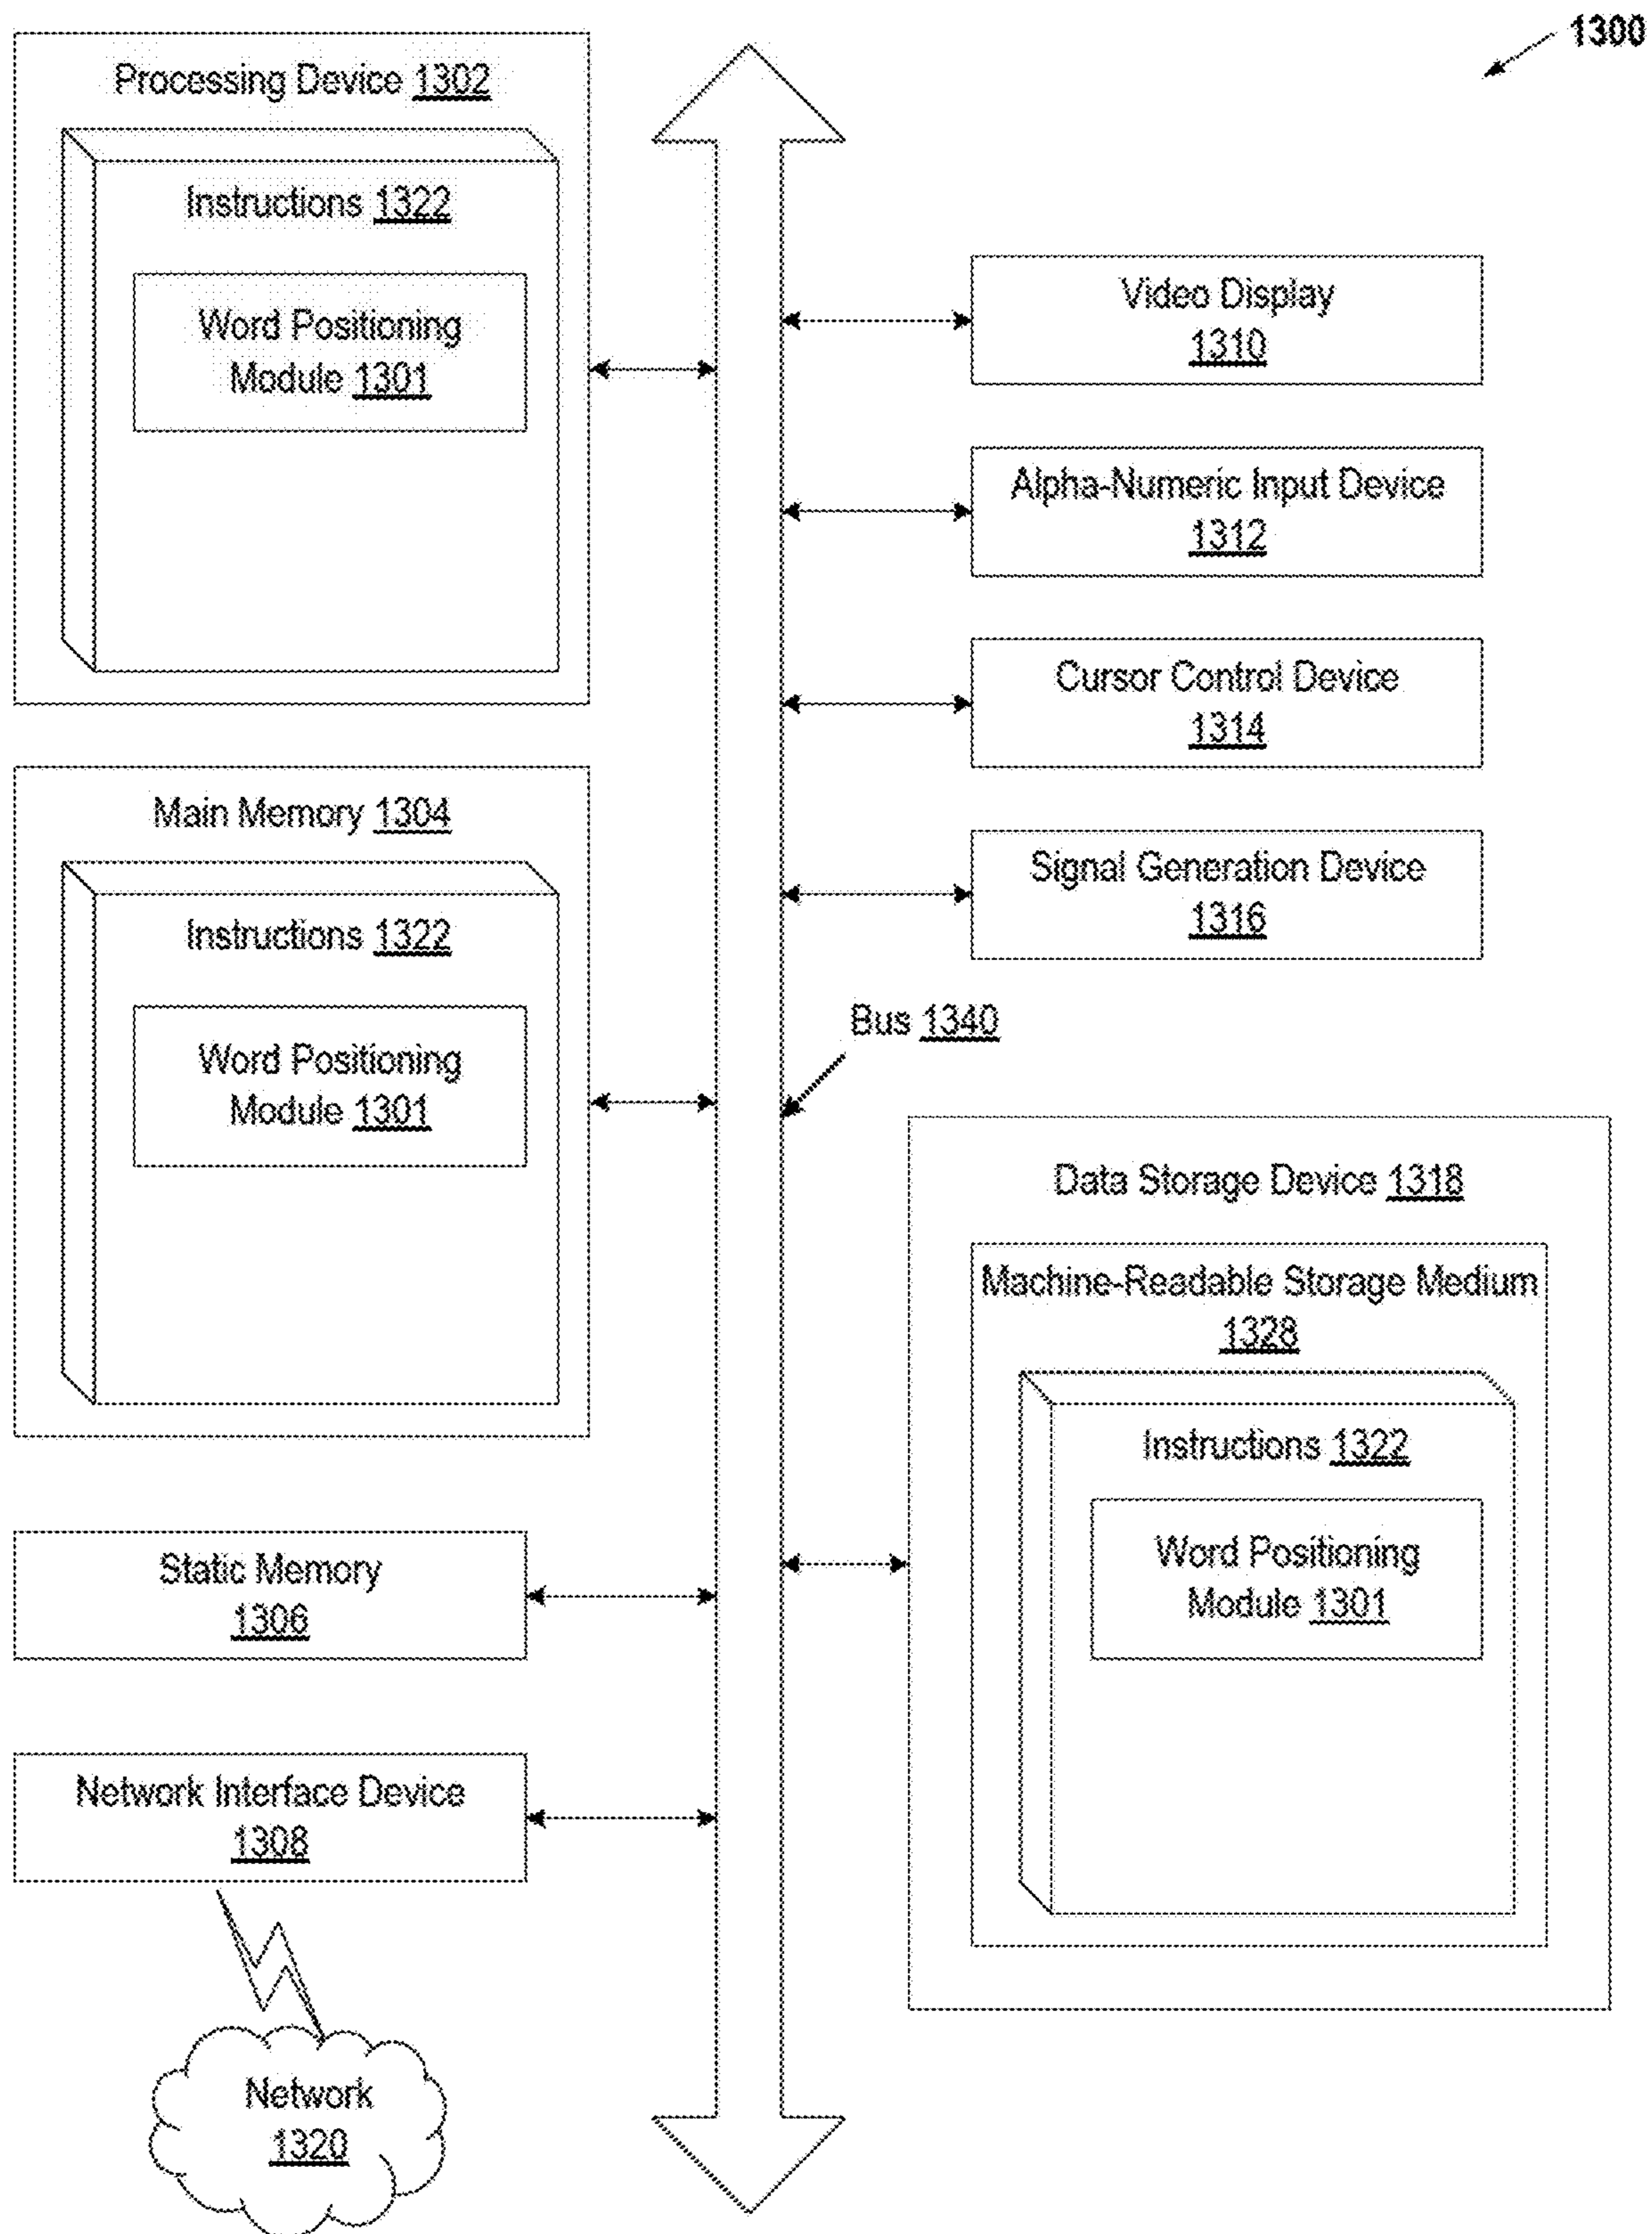 1300
Processing Device 1302
Instructions 1322
Word Positioning
Module 1301
Main Memory 1304
Instructions 1322
Word Positioning
Module 1301
Static Memory
1306
Network Interface Device
1308
Network
1320
Video Display
1310
Alpha-Numeric Input Device
1312
Cursor Control Device
1314
Signal Generation Device
1316
Bus 1340
Data Storage Device 1318
Machine-Readable Storage Medium
1328
Instructions 1322
Word Positioning
Module 1301